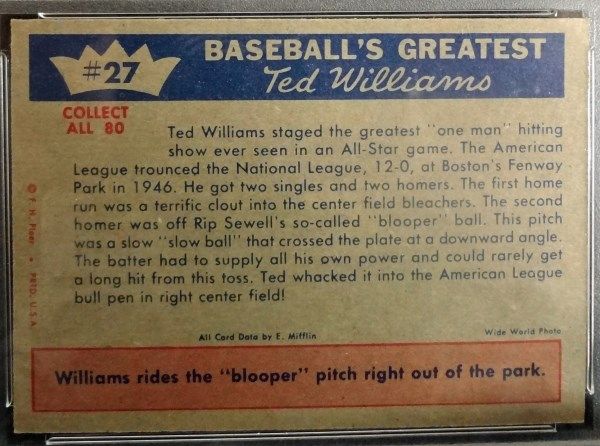 #27
BASEBALL'S GREATEST
Ted Williams
COLLECT
ALL 80
Ted Williams staged the greatest "one man" hitting
show ever seen in an All-Star game. The American
League trounced the National League, 12-0, at Boston's Fenway
Park in 1946. He got two singles and two homers. The first home
run was a terrific clout into the center field bleachers. The second
homer was off Rip Sewell's so-called "blooper" ball. This pitch
was a slow "slow ball" that crossed the plate at a downward angle.
The batter had to supply all his own power and could rarely get
a long hit from this toss. Ted whacked it into the American League
bull pen in right center field!
© F. H. Fleer • PRTD. U.S.A.
All Card Data by E. Mifflin
Wide World Photo
Williams rides the "blooper" pitch right out of the park.